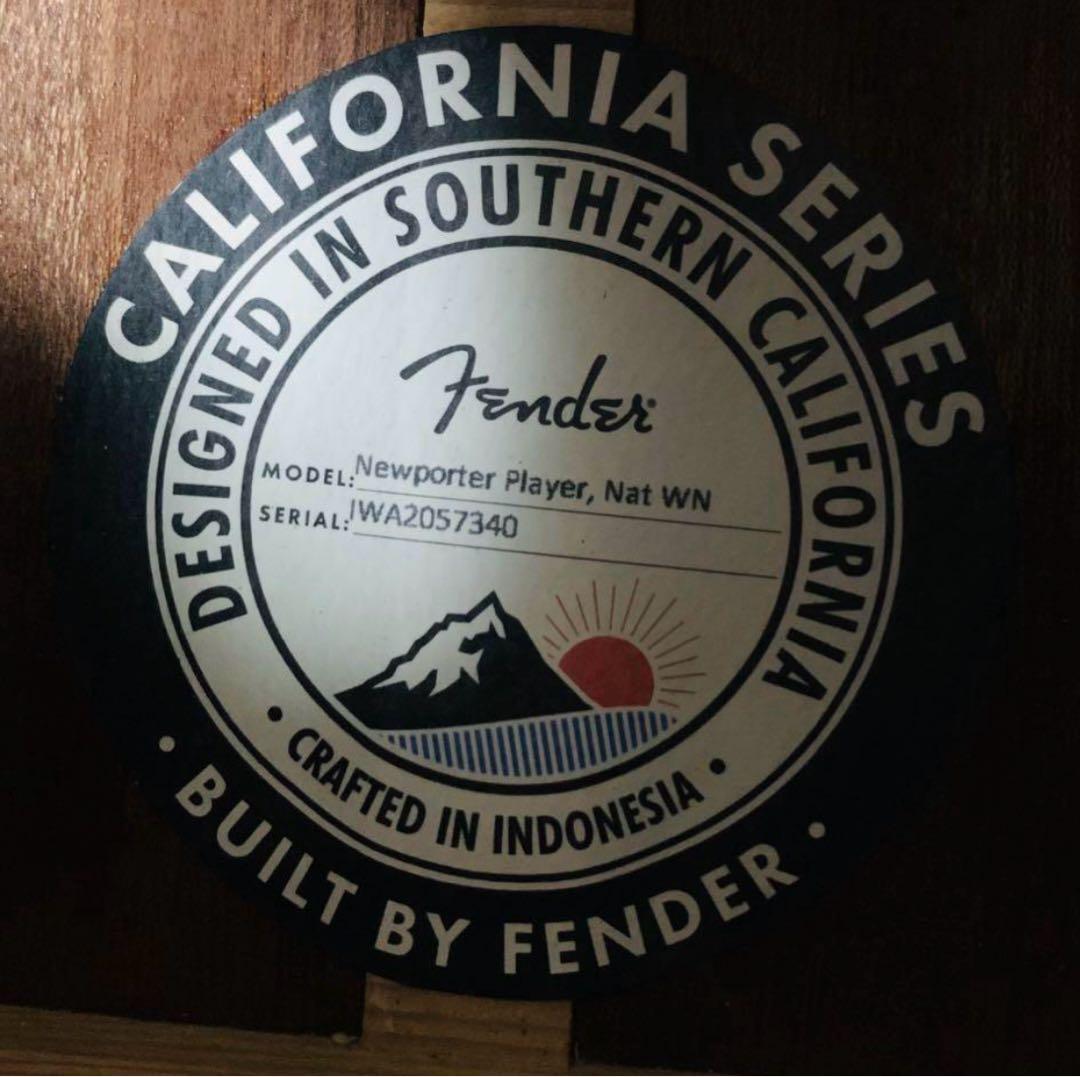 CALIFORNIA SERIES
DESIGNED IN SOUTHERN CALIFORNIA
Fender
MODEL: Newporter Player, Nat WN
SERIAL: IWA2057340
• CRAFTED IN INDONESIA •
• BUILT BY FENDER •